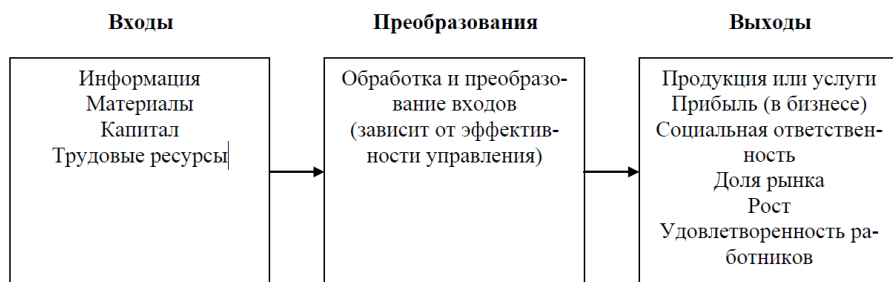 Входы
Преобразования
Выходы
Информация
Материалы
Капитал
Трудовые ресурсы
Обработка и преобразо-
вание входов
(зависит от эффектив-
ности управления)
Продукция или услуги
Прибыль (в бизнесе)
Социальная ответствен-
ность
Доля рынка
Рост
Удовлетворенность ра-
ботников